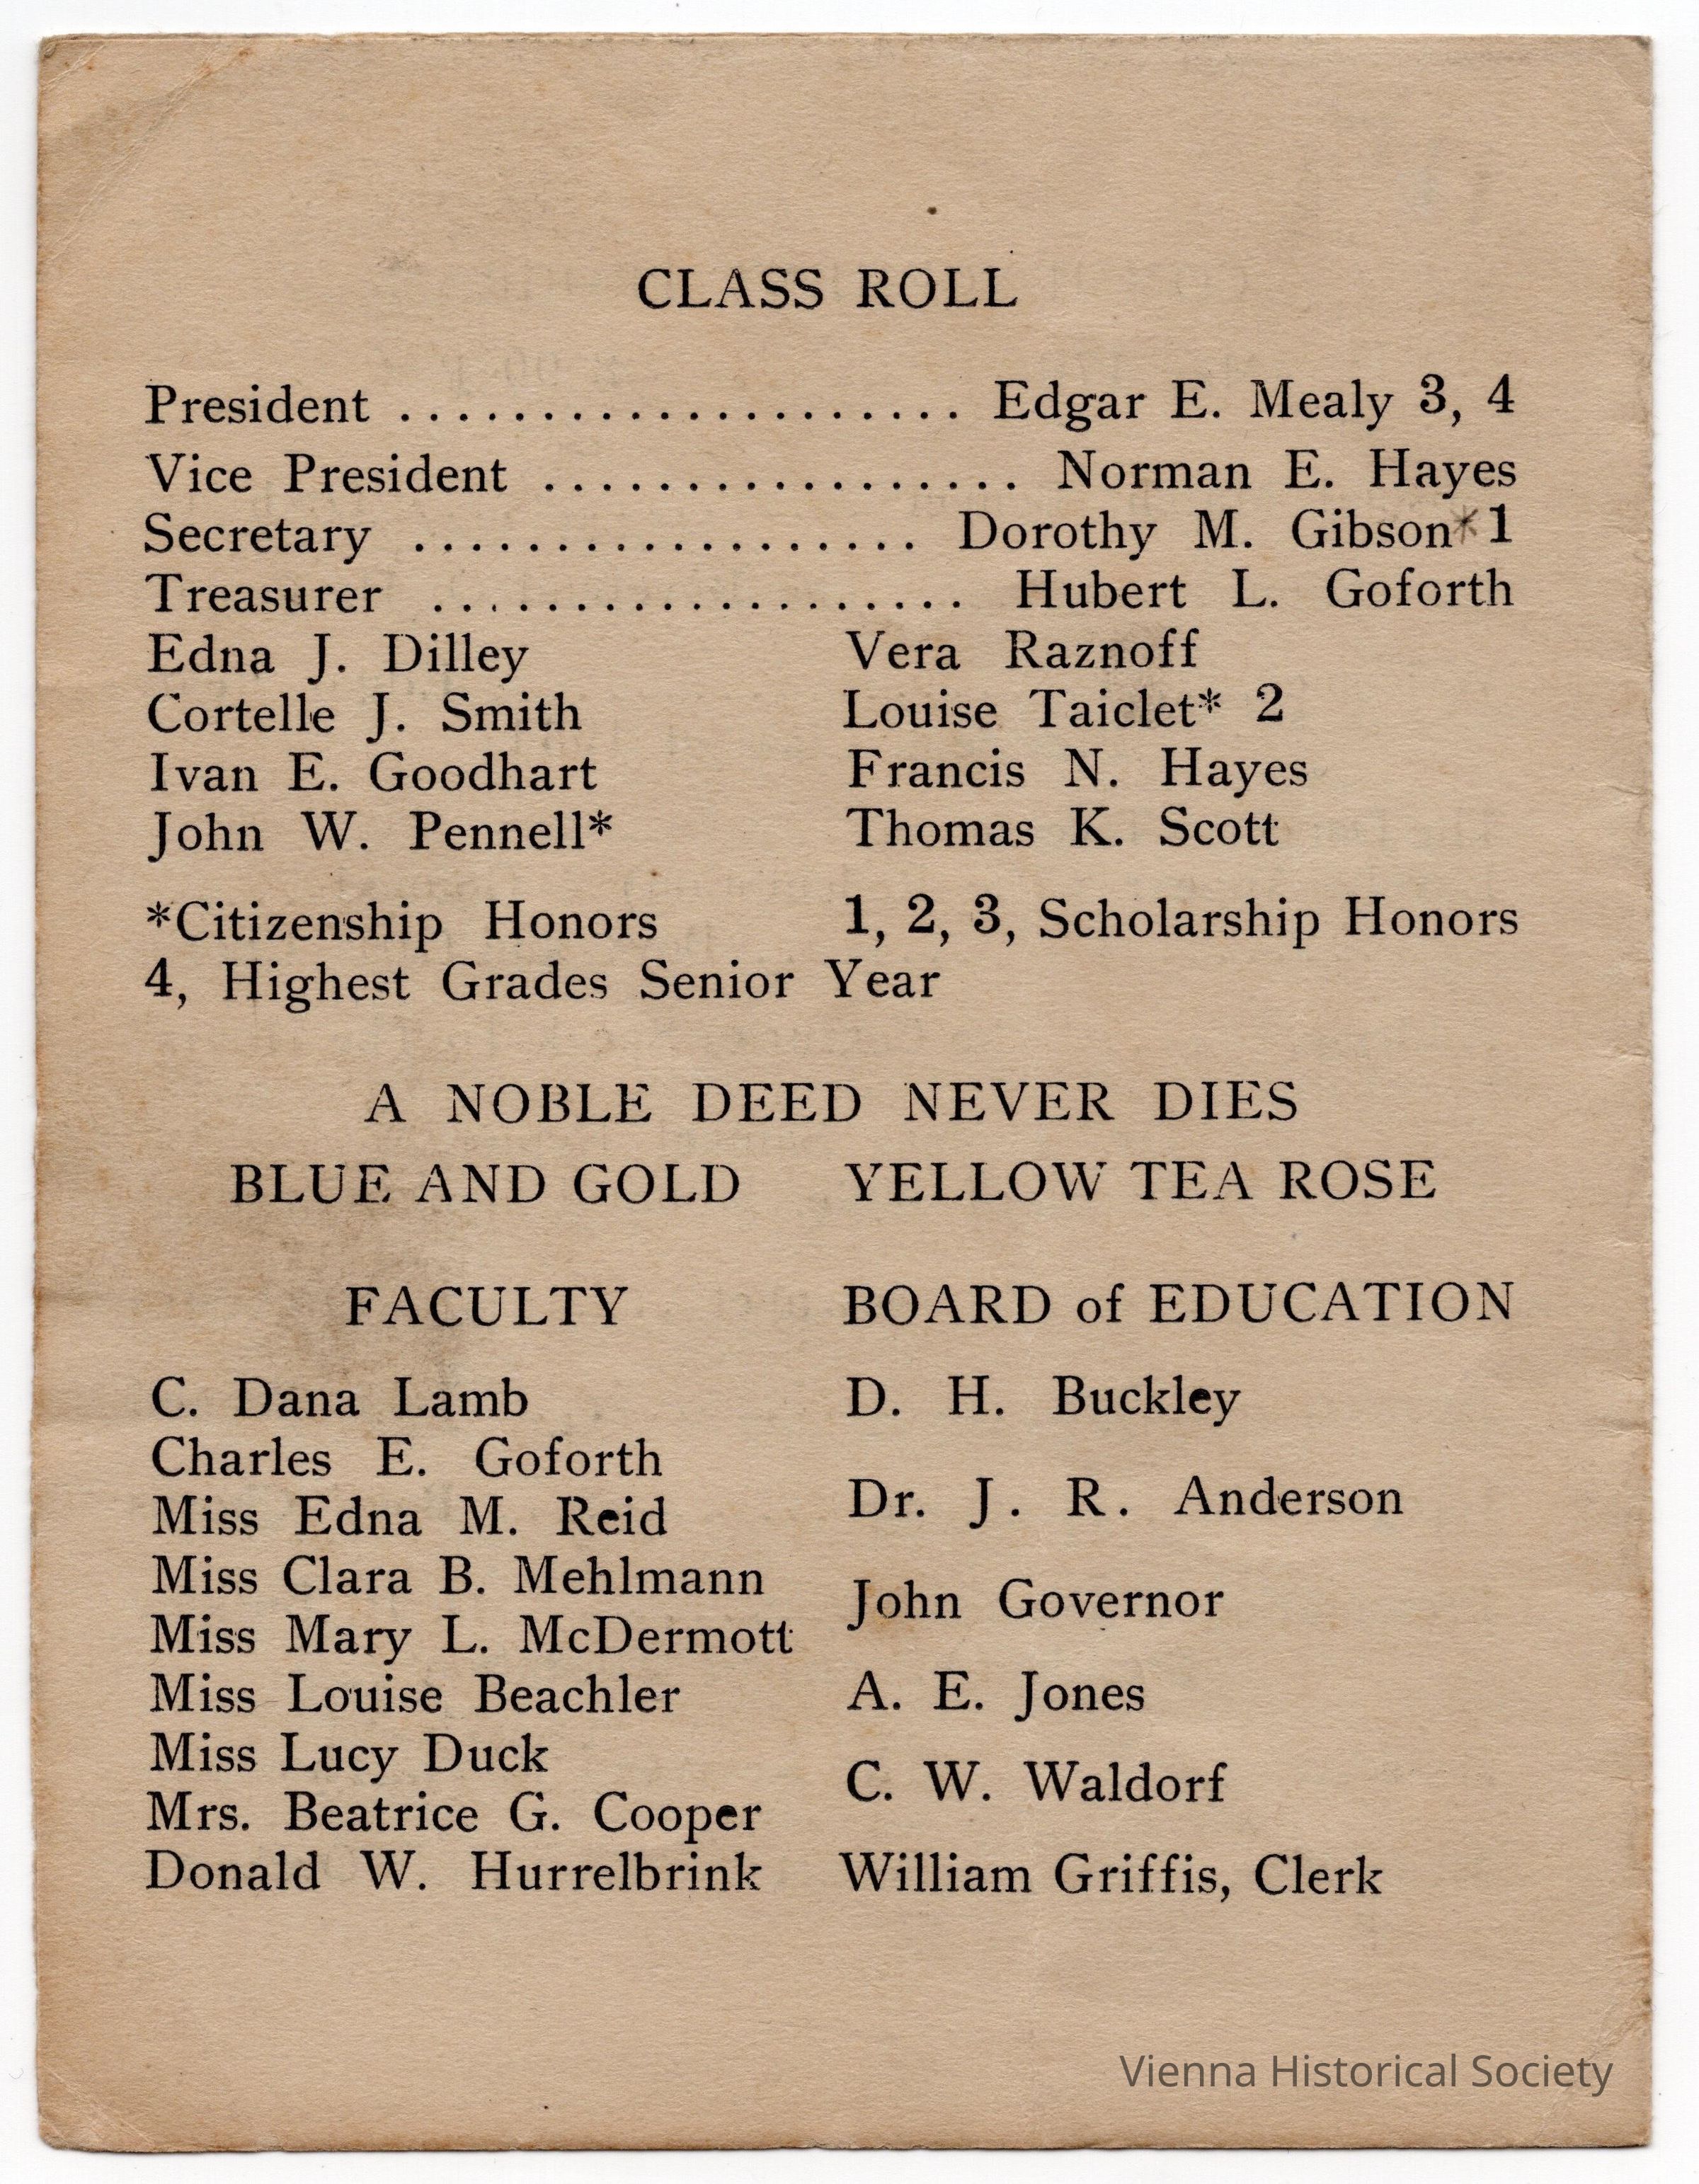 CLASS ROLL
President .................... Edgar E. Mealy 3, 4
Vice President ................. Norman E. Hayes
Secretary .................. Dorothy M. Gibson* 1
Treasurer ................... Hubert L. Goforth
Edna J. Dilley Vera Raznoff
Cortelle J. Smith Louise Taiclet* 2
Ivan E. Goodhart Francis N. Hayes
John W. Pennell* Thomas K. Scott
*Citizenship Honors 1, 2, 3, Scholarship Honors
4, Highest Grades Senior Year
A NOBLE DEED NEVER DIES
BLUE AND GOLD YELLOW TEA ROSE
FACULTY
C. Dana Lamb
Charles E. Goforth
Miss Edna M. Reid
Miss Clara B. Mehlmann
Miss Mary L. McDermott
Miss Louise Beachler
Miss Lucy Duck
Mrs. Beatrice G. Cooper
Donald W. Hurrelbrink
BOARD of EDUCATION
D. H. Buckley
Dr. J. R. Anderson
John Governor
A. E. Jones
C. W. Waldorf
William Griffis, Clerk
Vienna Historical Society